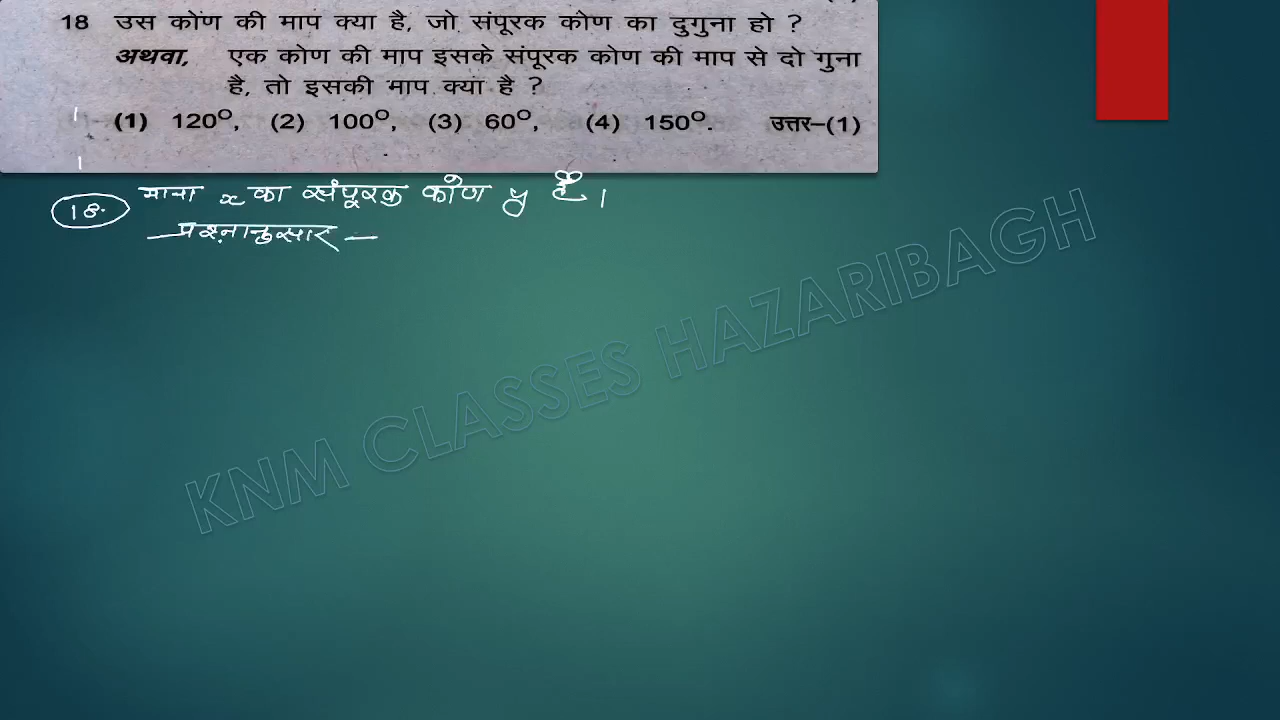 18 उस कोण की माप क्या है, जो संपूरक कोण का दुगुना हो ?
अथवा, एक कोण की माप इसके संपूरक कोण की माप से दो गुना
है, तो इसकी माप क्या है ?
(1) 120°, (2) 100°, (3) 60°, (4) 150°. उत्तर–(1)
18. माना x का संपूरक कोण y है।
— प्रश्नानुसार —
KNM CLASSES HAZARIBAGH